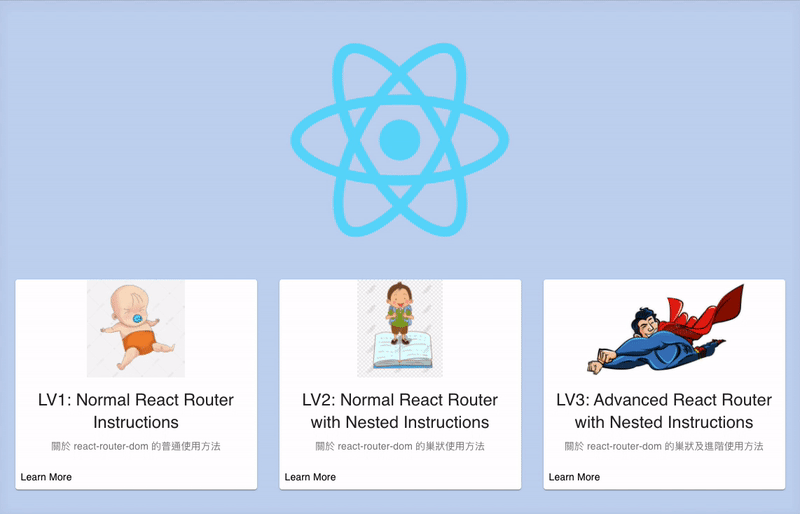 LV1: Normal React Router
Instructions
關於 react-router-dom 的普通使用方法
Learn More
LV2: Normal React Router
with Nested Instructions
關於 react-router-dom 的巢狀使用方法
Learn More
LV3: Advanced React Router
with Nested Instructions
關於 react-router-dom 的巢狀及進階使用方法
Learn More